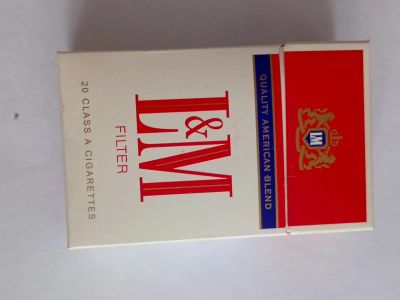 LM
QUALITY AMERICAN BLEND
L&M
FILTER
20 CLASS A CIGARETTES